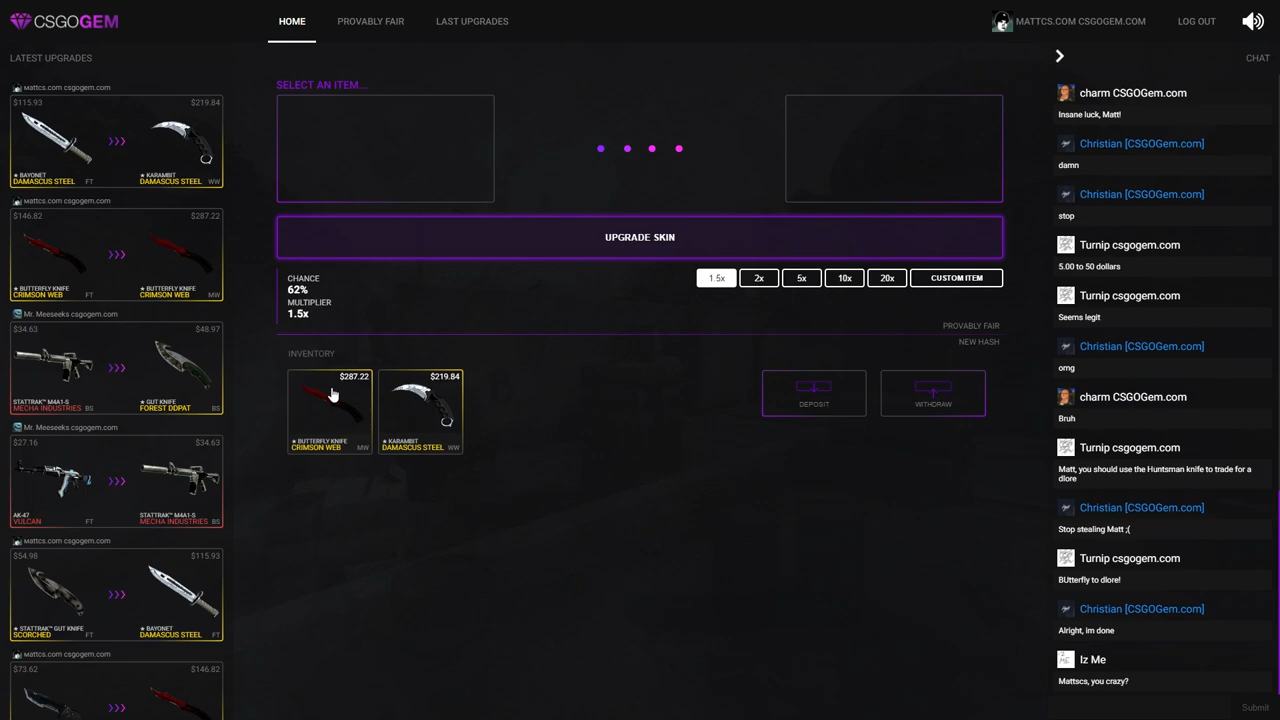 CSGOGEM
HOME
PROVABLY FAIR
LAST UPGRADES
MATTCS.COM CSGOGEM.COM
LOG OUT
LATEST UPGRADES
mattcs.com csgogem.com
$115.93
$219.84
★ BAYONET
DAMASCUS STEEL
FT
★ KARAMBIT
DAMASCUS STEEL
WW
mattcs.com csgogem.com
$146.82
$287.22
★ BUTTERFLY KNIFE
CRIMSON WEB
FT
★ BUTTERFLY KNIFE
CRIMSON WEB
MW
Mr. Meeseeks csgogem.com
$34.63
$48.97
STATTRAK™ M4A1-S
MECHA INDUSTRIES
BS
★ GUT KNIFE
FOREST DDPAT
BS
Mr. Meeseeks csgogem.com
$27.16
$34.63
AK-47
VULCAN
FT
STATTRAK™ M4A1-S
MECHA INDUSTRIES
BS
mattcs.com csgogem.com
$54.98
$115.93
★ STATTRAK™ GUT KNIFE
SCORCHED
FT
★ BAYONET
DAMASCUS STEEL
FT
mattcs.com csgogem.com
$73.62
$146.82
SELECT AN ITEM...
UPGRADE SKIN
CHANCE
62%
MULTIPLIER
1.5x
1.5x
2x
5x
10x
20x
CUSTOM ITEM
PROVABLY FAIR
NEW HASH
INVENTORY
$287.22
★ BUTTERFLY KNIFE
CRIMSON WEB
MW
$219.84
★ KARAMBIT
DAMASCUS STEEL
WW
DEPOSIT
WITHDRAW
CHAT
charm CSGOGem.com
Insane luck, Matt!
Christian [CSGOGem.com]
damn
Christian [CSGOGem.com]
stop
Turnip csgogem.com
5.00 to 50 dollars
Turnip csgogem.com
Seems legit
Christian [CSGOGem.com]
omg
charm CSGOGem.com
Bruh
Turnip csgogem.com
Matt, you should use the Huntsman knife to trade for a
dlore
Christian [CSGOGem.com]
Stop stealing Matt ;(
Turnip csgogem.com
BUtterfly to dlore!
Christian [CSGOGem.com]
Alright, im done
Iz Me
Mattscs, you crazy?
Submit